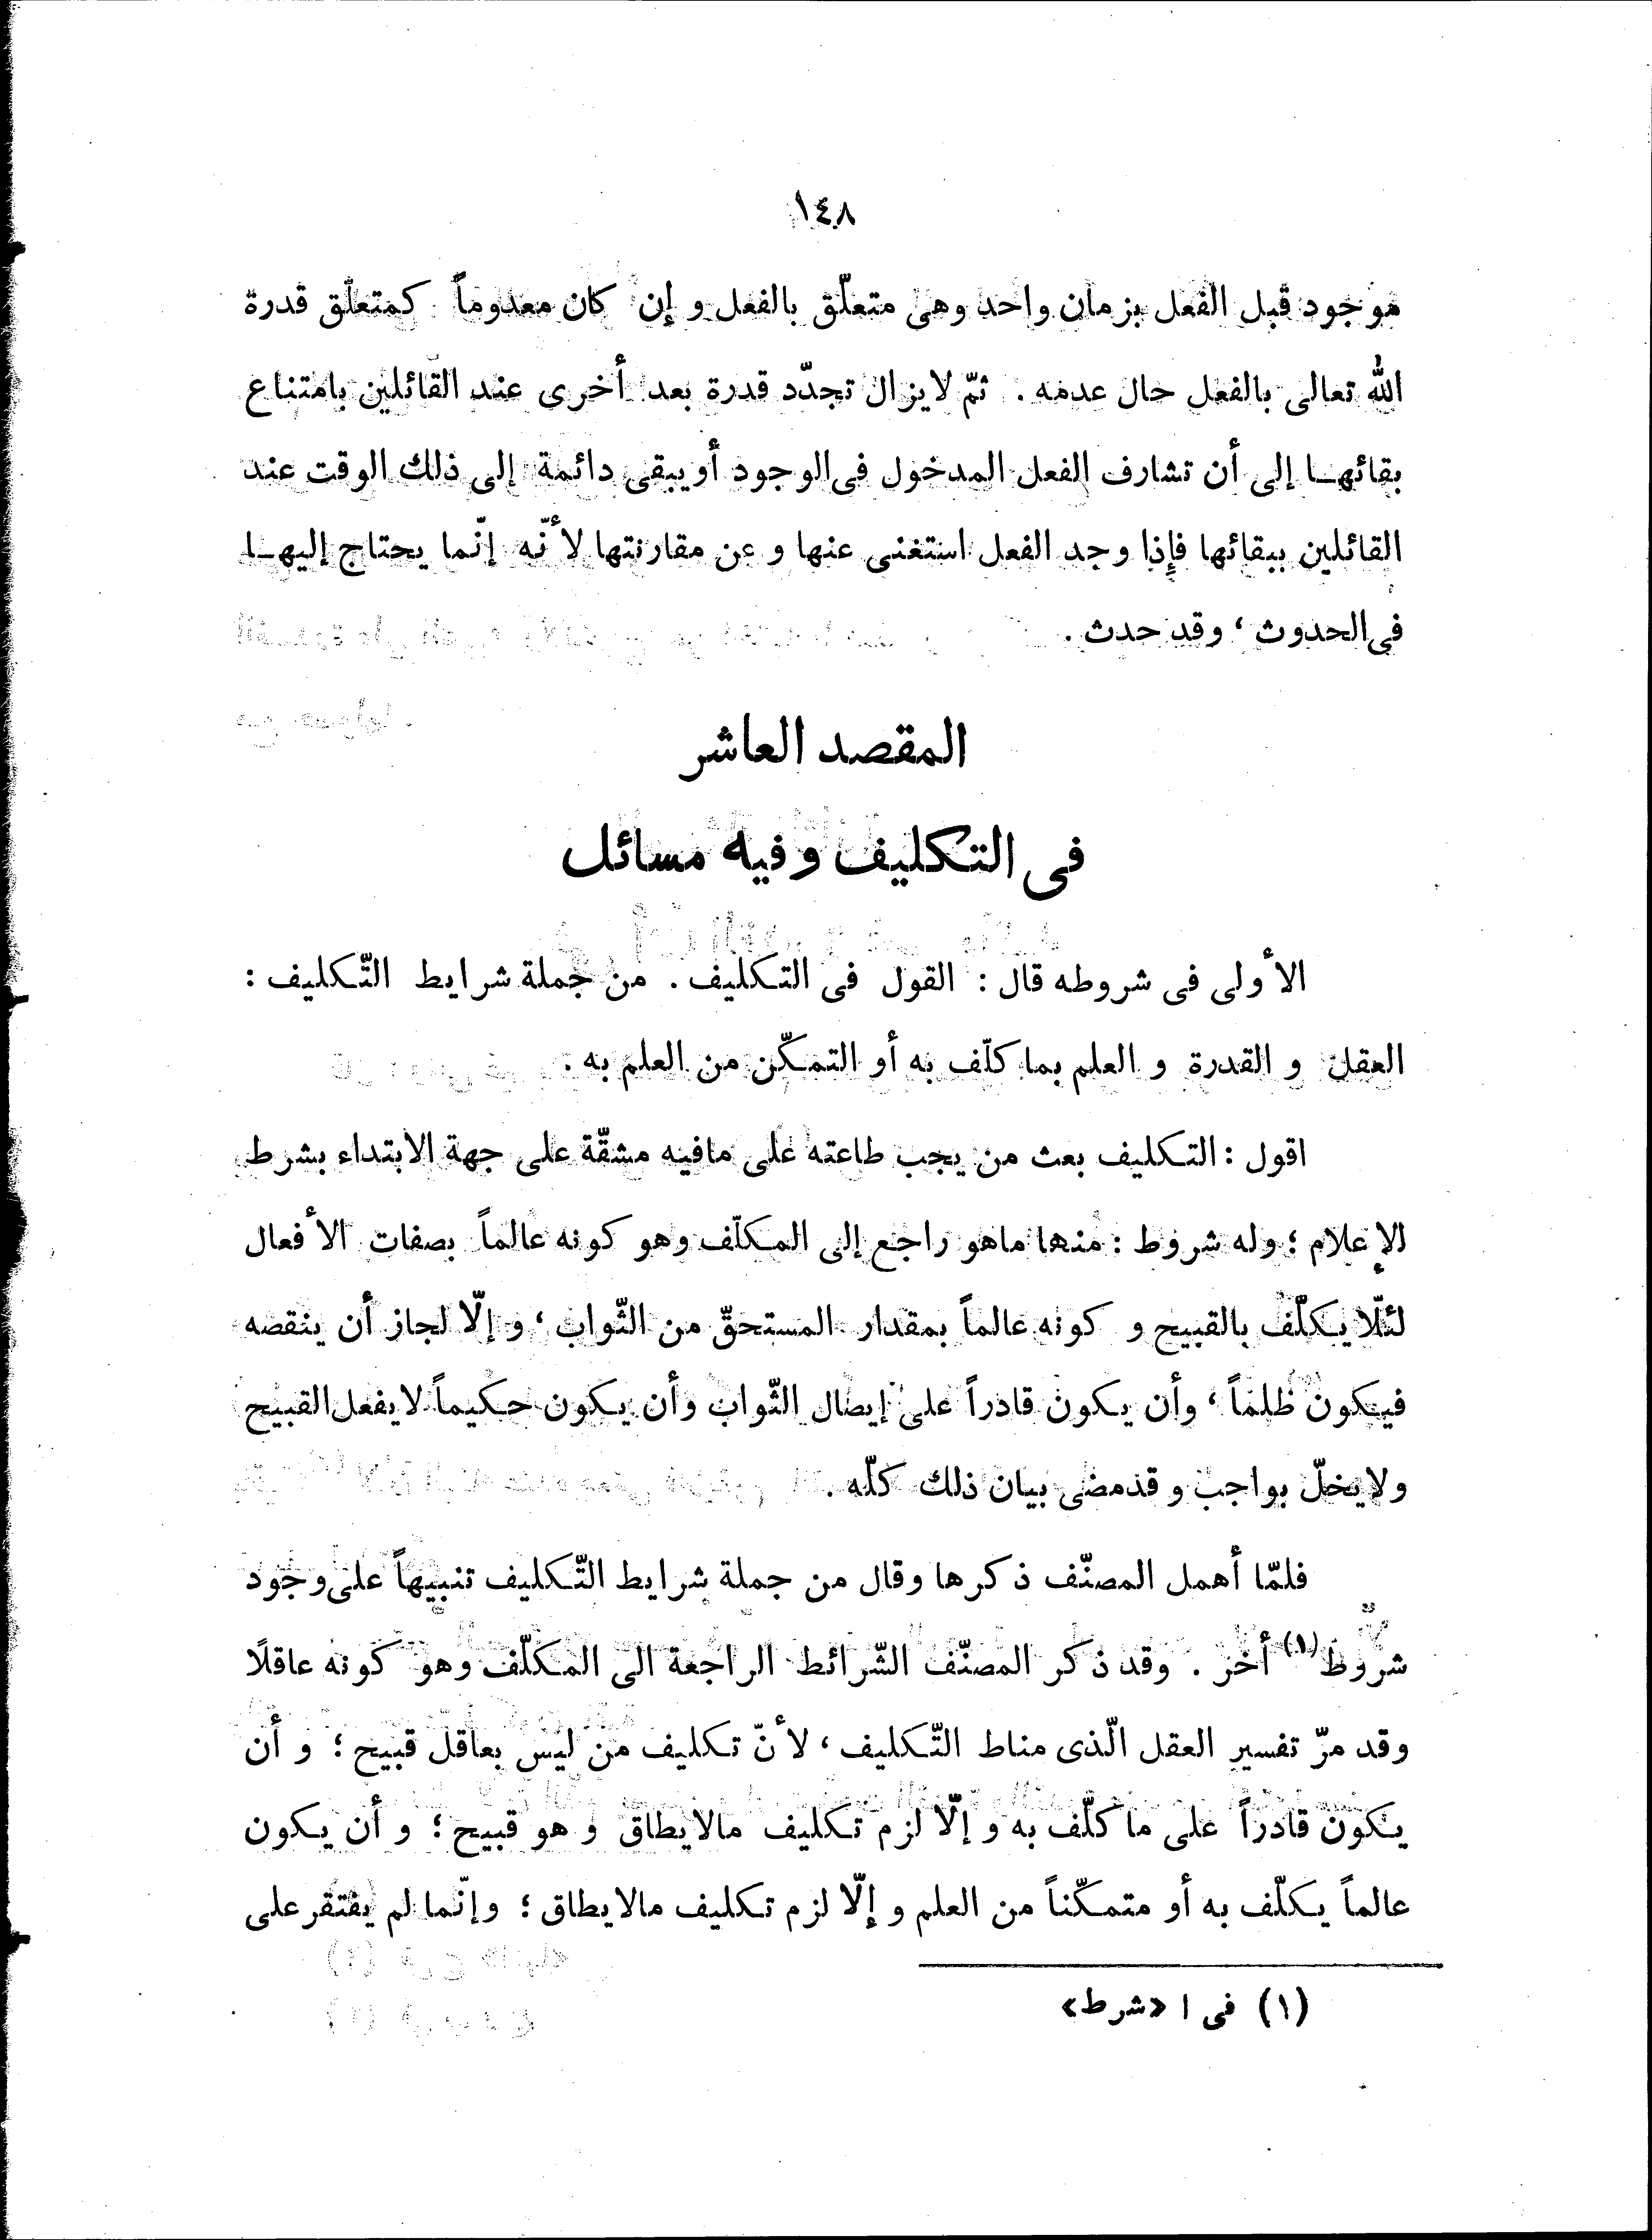 ١٤٨
موجود قبل الفعل بزمان واحد وهى متعلّق بالفعل و إن كان معدوماً كمتعلّق قدرة
الله تعالى بالفعل حال عدمه . ثمّ لايزال تجدّد قدرة بعد أخرى عند القائلين بامتناع
بقائهـا إلى أن تشارف الفعل المدخول فى الوجود أويبقى دائمة إلى ذلك الوقت عند
القائلين ببقائها فإذا وجد الفعل استغنى عنها و عن مقارنتها لأنّه إنّما يحتاج إليهـا
فى الحدوث ، وقد حدث .
المقصد العاشر
فى التكليف و فيه مسائل
الأولى فى شروطه قال : القول فى التكليف . من جملة شرايط التّكليف :
العقل و القدرة و العلم بما كلّف به أو التمكّن من العلم به .
اقول : التكليف بعث من يجب طاعته على مافيه مشقّة على جهة الابتداء بشرط
الإعلام ؛ وله شروط : منها ماهو راجع إلى المكلّف وهو كونه عالماً بصفات الأفعال
لئلّا يكلّف بالقبيح و كونه عالماً بمقدار المستحقّ من الثّواب ، و إلّا لجاز أن ينقصه
فيكون ظلماً ، وأن يكون قادراً على إيصال الثّواب وأن يكون حكيماً لايفعل القبيح
ولايخلّ بواجب و قدمضى بيان ذلك كلّه .
فلمّا أهمل المصنّف ذكرها وقال من جملة شرايط التّكليف تنبيهاً على وجود
شروط (١) أخر . وقد ذكر المصنّف الشّرائط الراجعة الى المكلّف وهو كونه عاقلًا
وقد مرّ تفسير العقل الّذى مناط التّكليف ، لأنّ تكليف من ليس بعاقل قبيح ؛ و أن
يكون قادراً على ما كلّف به و إلّا لزم تكليف مالايطاق و هو قبيح ؛ و أن يكون
عالماً يكلّف به أو متمكّناً من العلم و إلّا لزم تكليف مالايطاق ؛ وإنّما لم يفتقر على
(١) فى ا «شرط»